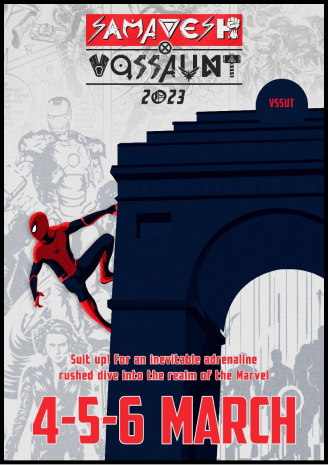 SAMAVESH
X
VOSSAUNT
2023
VSSUT
Suit up! For an inevitable adrenaline
rushed dive into the realm of the Marvel
4-5-6 MARCH